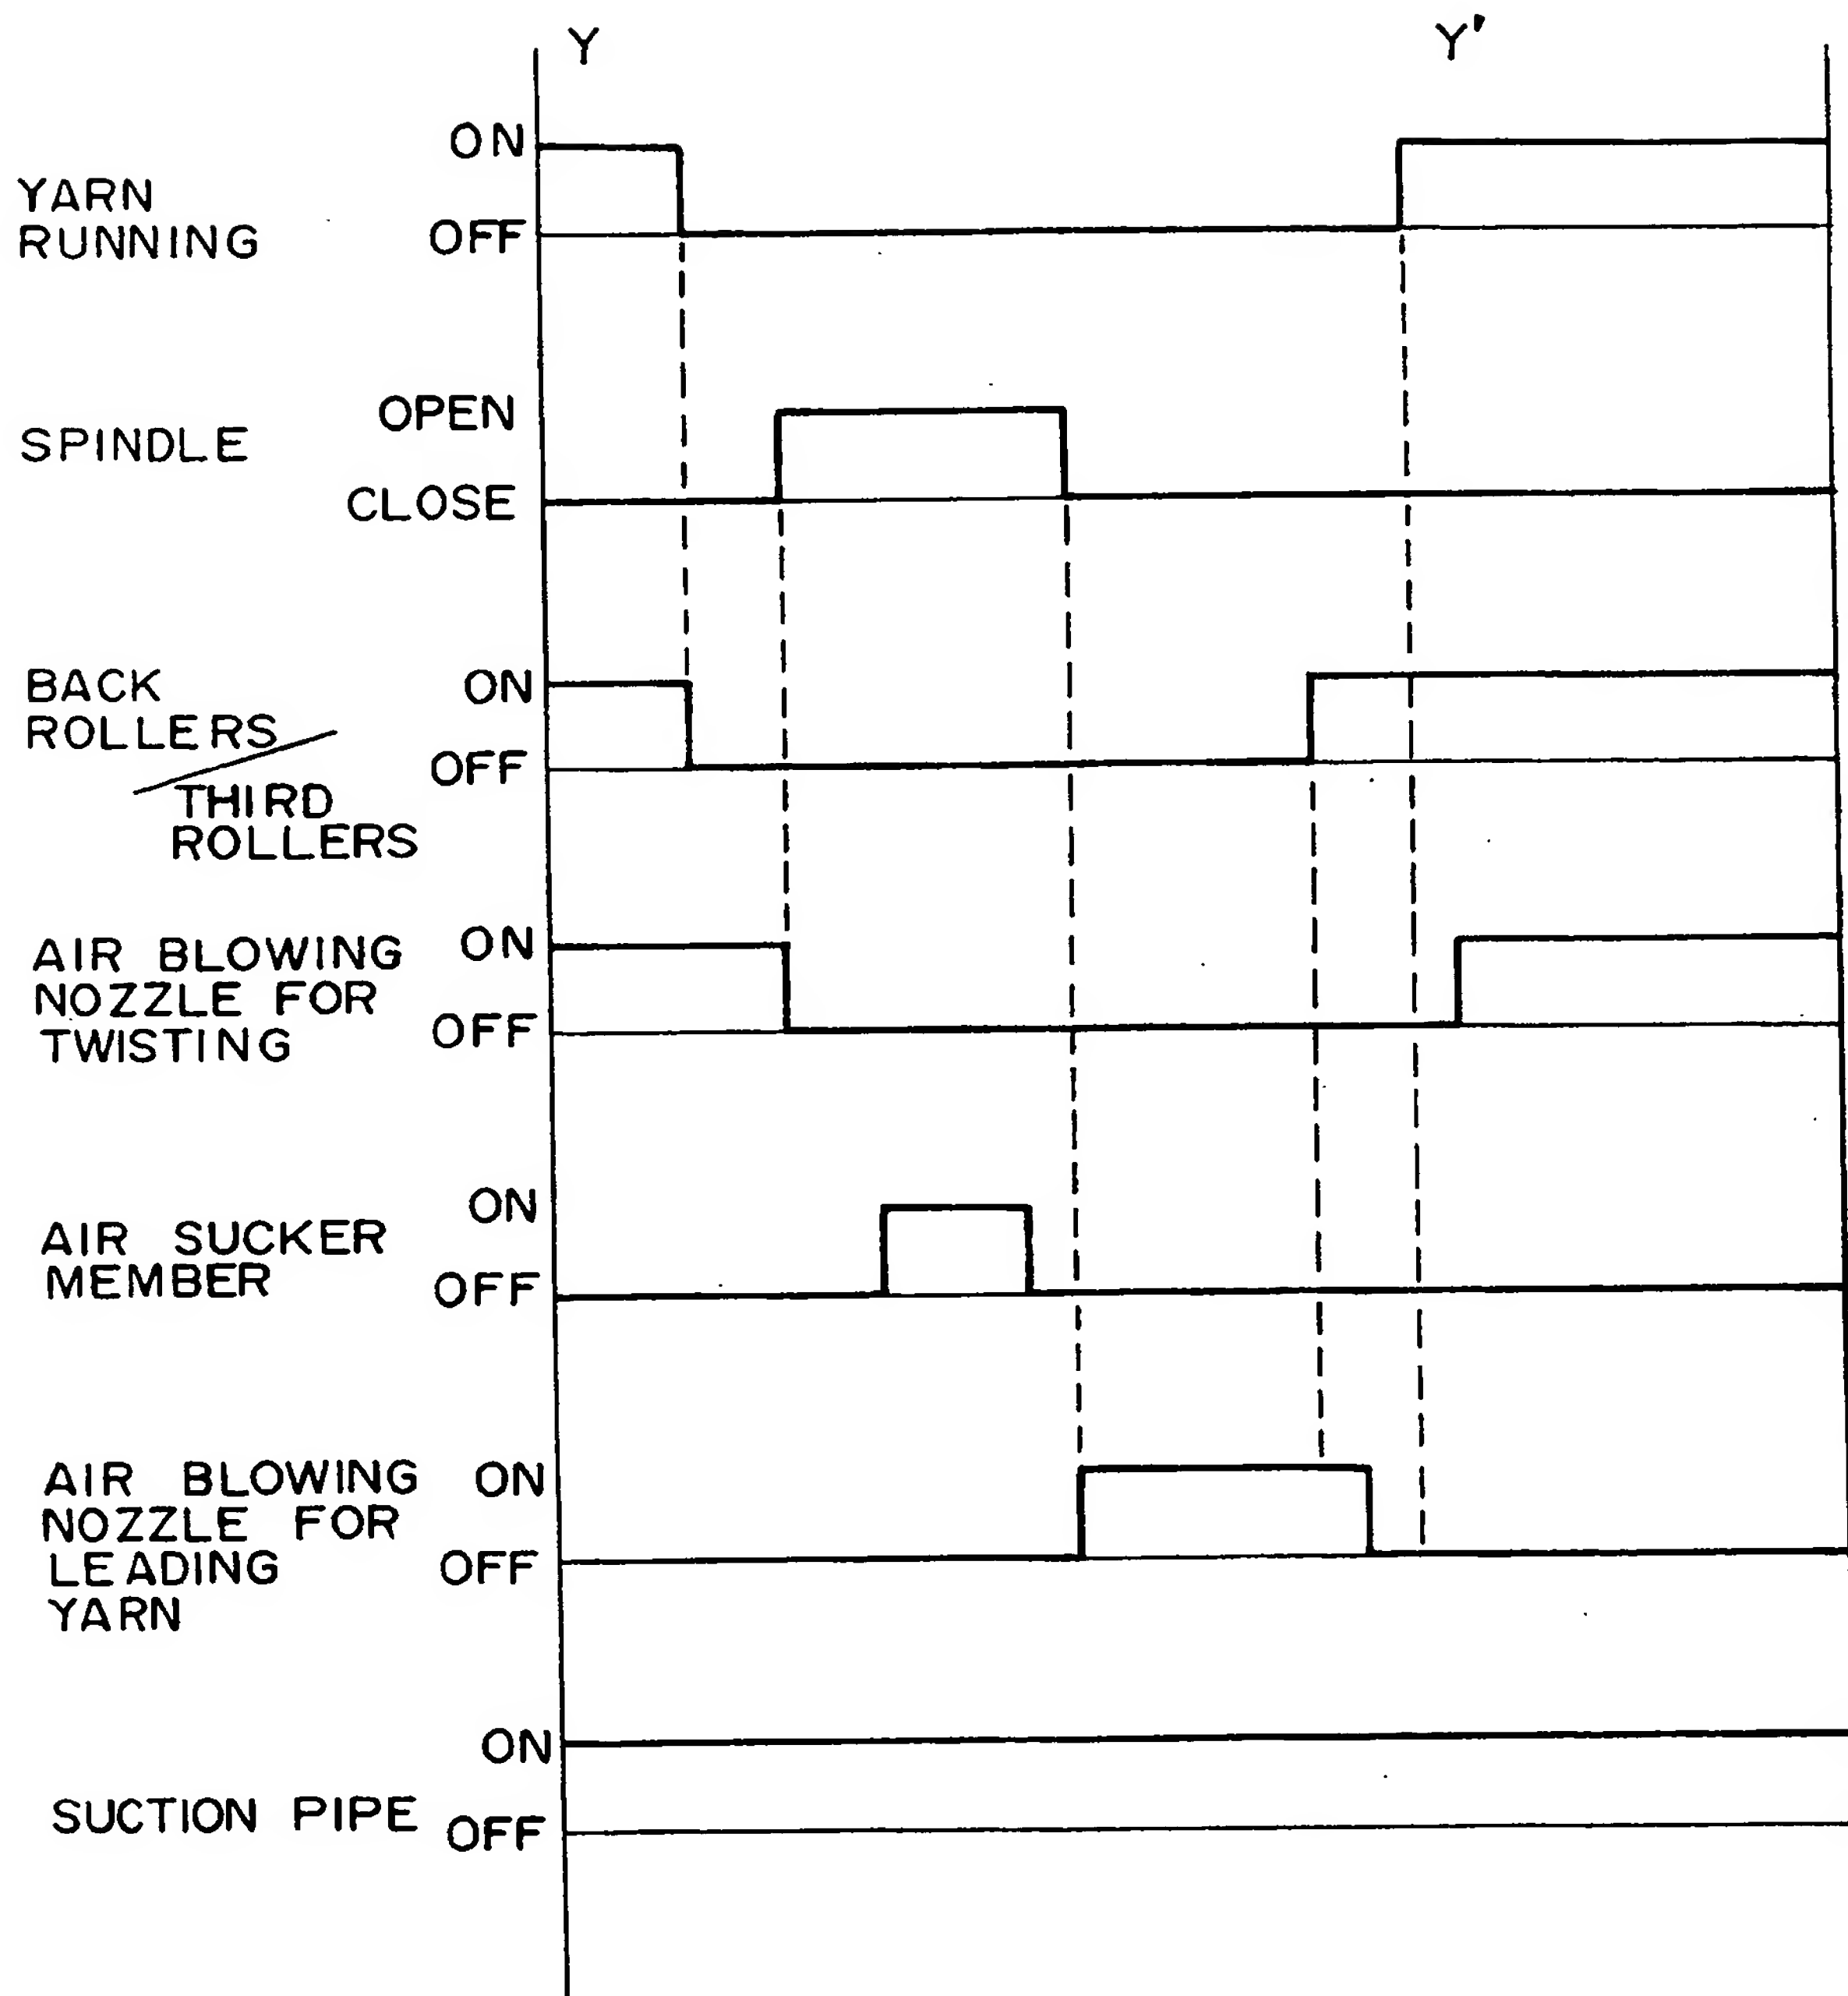 Y Y'
ON
YARN
RUNNING
OFF
OPEN
SPINDLE
CLOSE
BACK
ROLLERS
ON
OFF
THIRD
ROLLERS
AIR BLOWING
NOZZLE FOR
TWISTING
ON
OFF
AIR SUCKER
MEMBER
ON
OFF
AIR BLOWING
NOZZLE FOR
LEADING
YARN
ON
OFF
ON
SUCTION PIPE
OFF